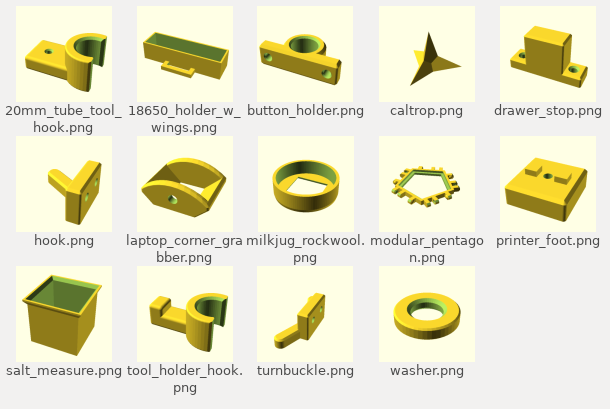 20mm_tube_tool_
hook.png
18650_holder_w_
wings.png
button_holder.png
caltrop.png
drawer_stop.png
hook.png
laptop_corner_gra
bber.png
milkjug_rockwool.
png
modular_pentago
n.png
printer_foot.png
salt_measure.png
tool_holder_hook.
png
turnbuckle.png
washer.png